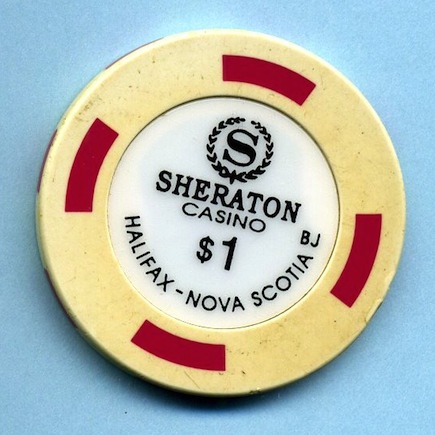 S
SHERATON
CASINO
$1
HALIFAX - NOVA SCOTIA
BJ